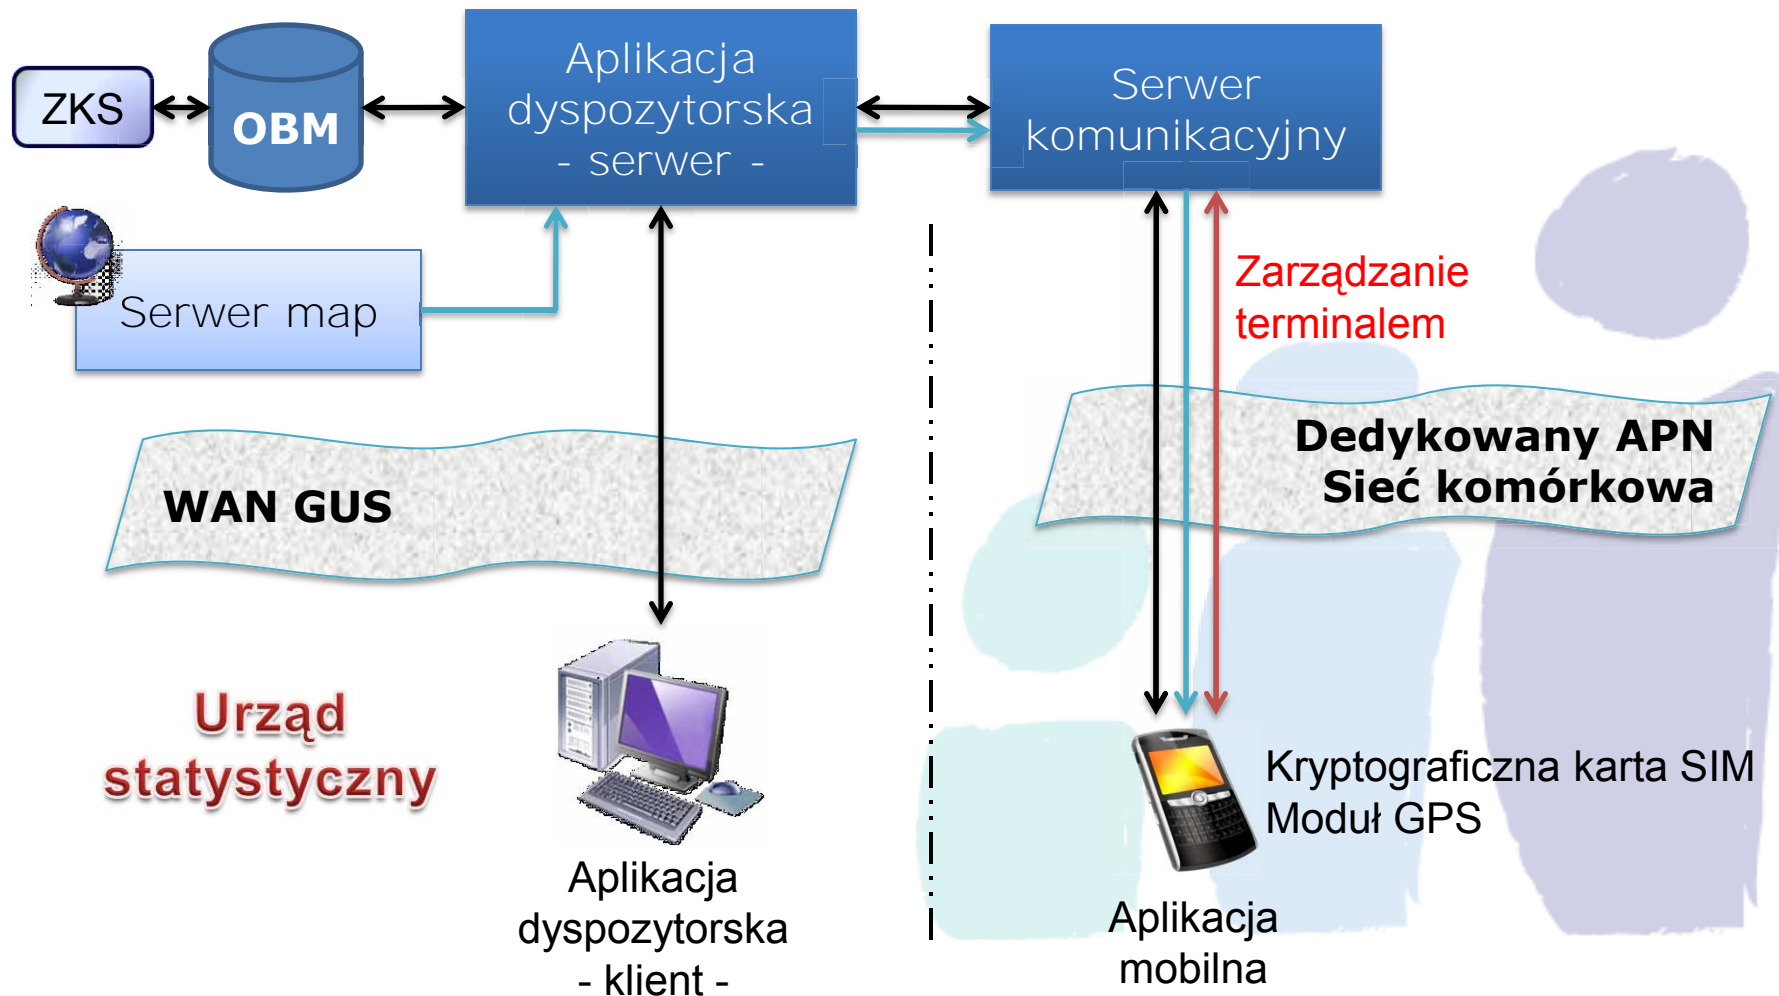 ZKS
OBM
Aplikacja
dyspozytorska
- serwer -
Serwer
komunikacyjny
Serwer map
Zarządzanie
terminalem
WAN GUS
Dedykowany APN
Sieć komórkowa
Urząd
statystyczny
Aplikacja
dyspozytorska
- klient -
Kryptograficzna karta SIM
Moduł GPS
Aplikacja
mobilna